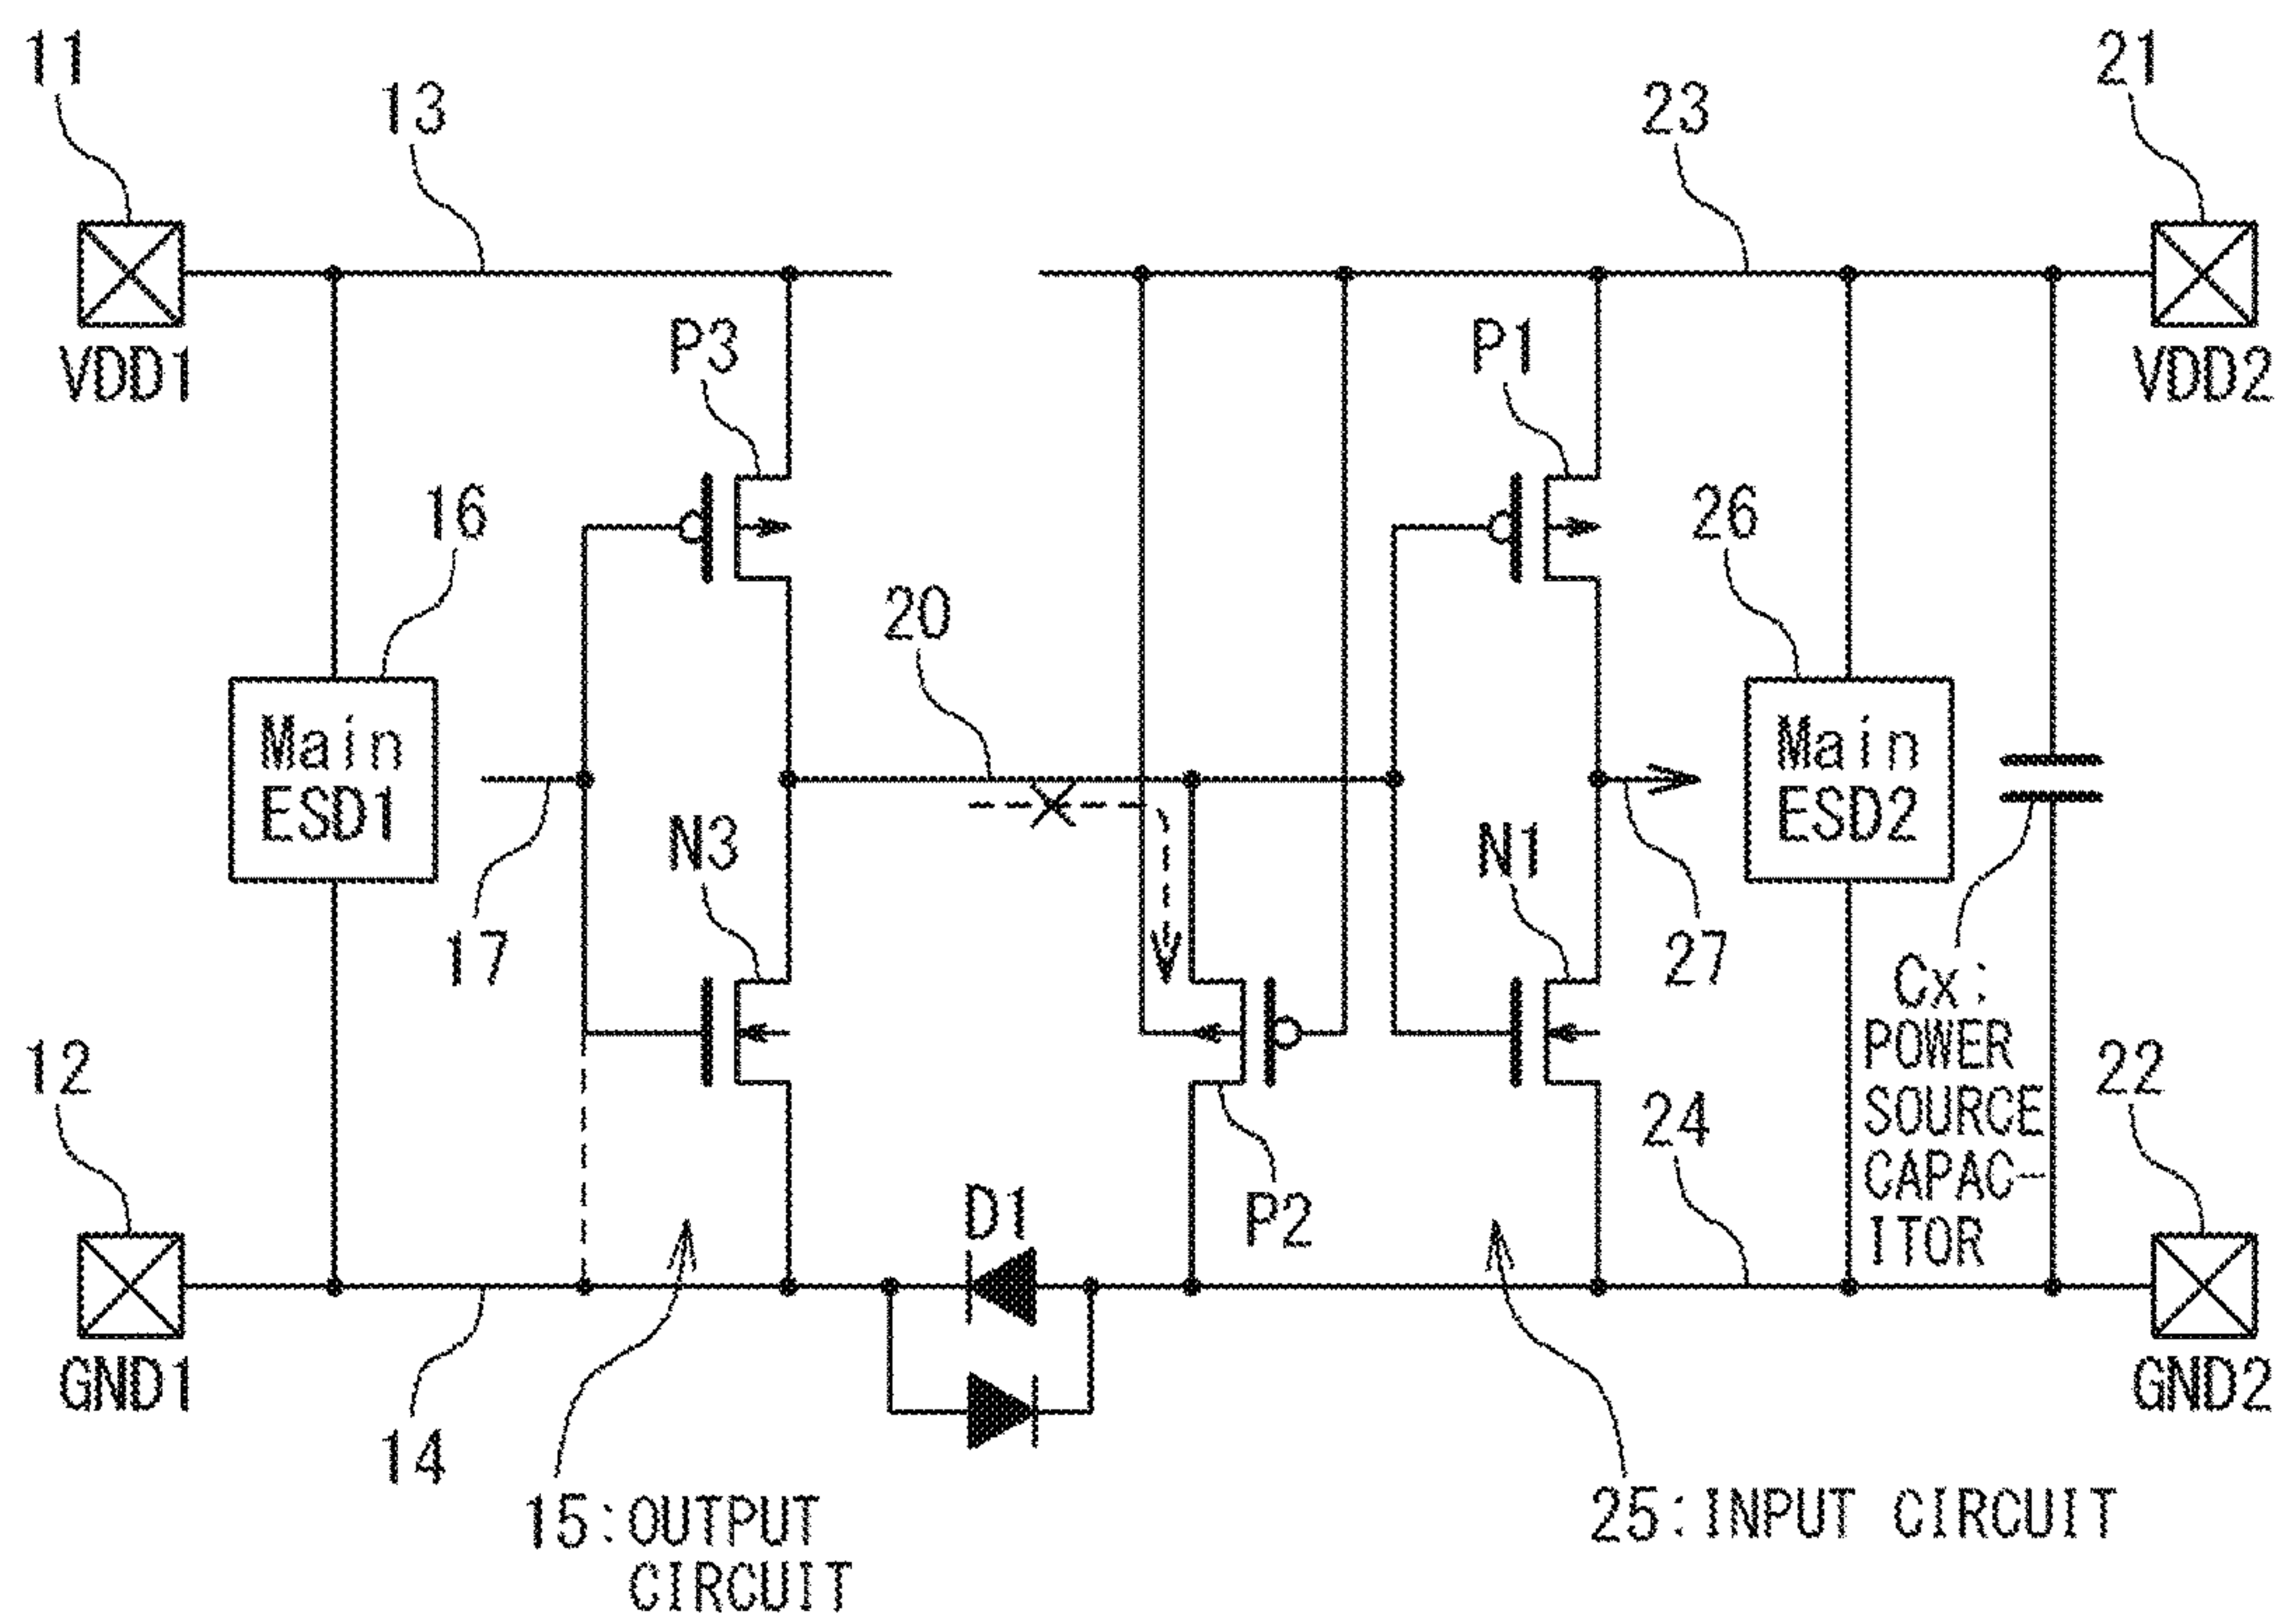 11
13
23
21
VDD1
P3
P1
VDD2
16
26
20
Main
ESD1
Main
ESD2
N3
N1
17
27
Cx:
POWER
SOURCE
CAPAC-
ITOR
12
22
24
D1
P2
GND1
GND2
14
15:OUTPUT
CIRCUIT
25:INPUT CIRCUIT